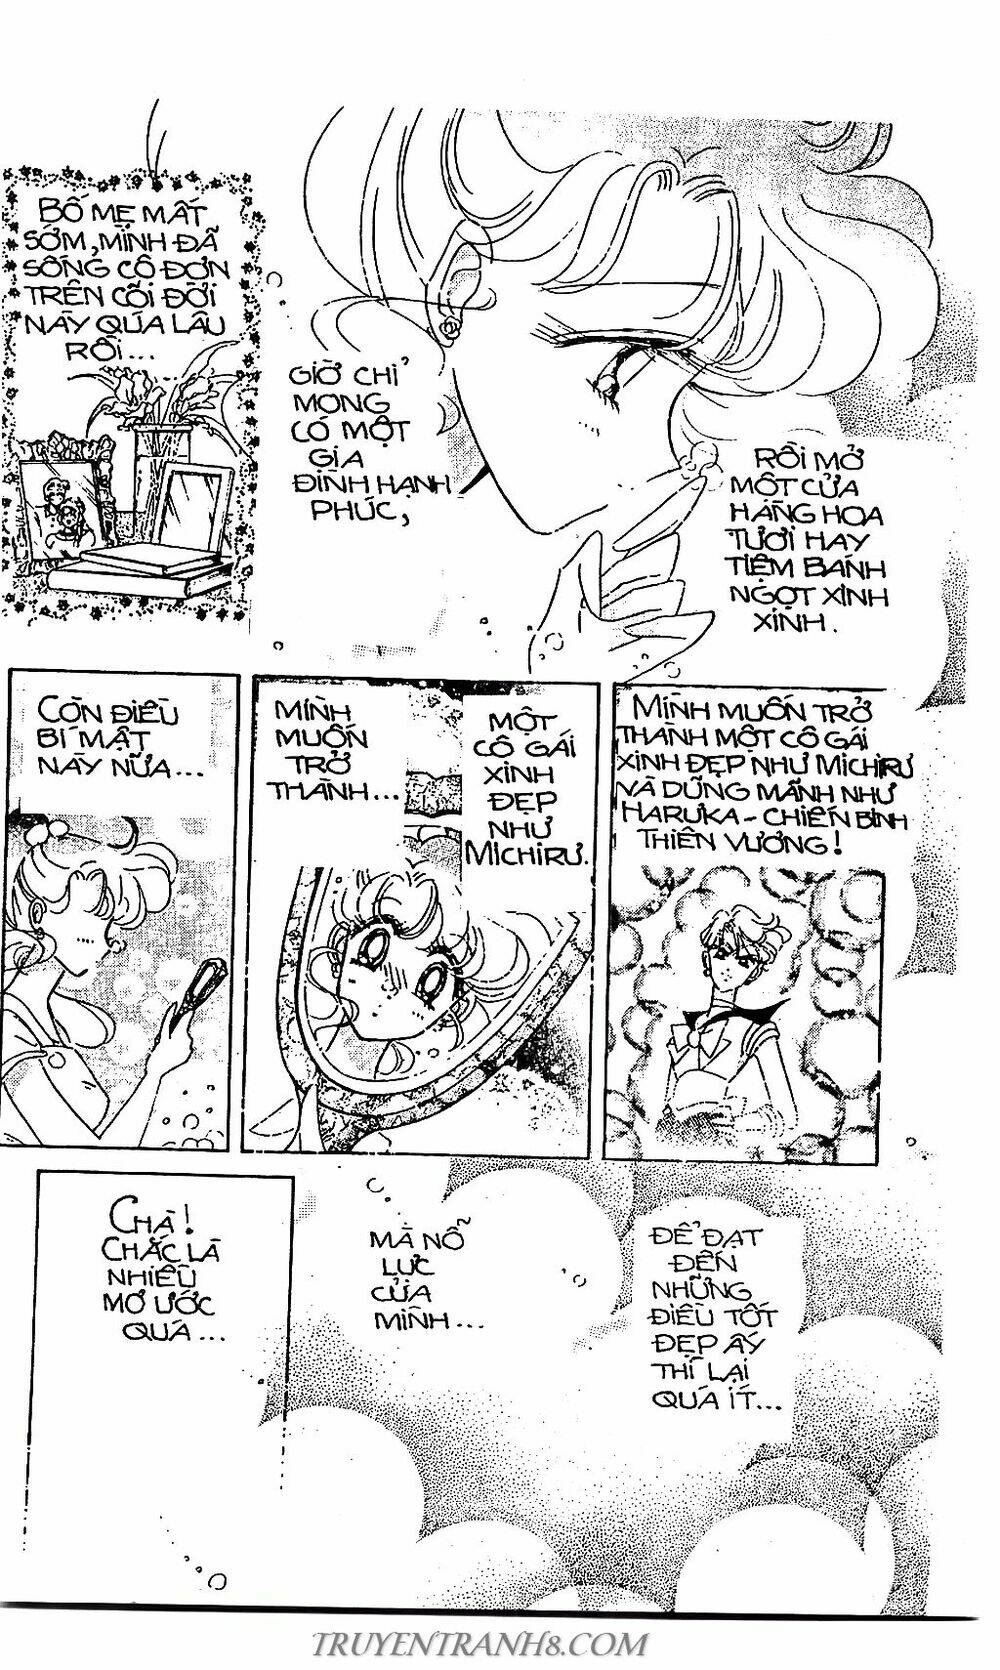 BỐ MẸ MẤT
SỚM, MÌNH ĐÃ
SỐNG CÔ ĐƠN
TRÊN CÕI ĐỜI
NÀY QÚA LÂU
RỒI...
GIỜ CHỈ
MONG
CÓ MỘT
GIA
ĐÌNH HẠNH
PHÚC,
RỒI MỞ
MỘT CỬA
HÀNG HOA
TƯƠI HAY
TIỆM BÁNH
NGỌT XINH
XINH.
CÒN ĐIỀU
BÍ MẬT
NÀY NỮA...
MÌNH
MUỐN
TRỞ
THÀNH...
MỘT
CÔ GÁI
XINH
ĐẸP
NHƯ
MICHIRƯ.
MÌNH MUỐN TRỞ
THÀNH MỘT CÔ GÁI
XINH ĐẸP NHƯ MICHIRƯ
VÀ DŨNG MÃNH NHƯ
HARƯKA - CHIẾN BINH
THIÊN VƯƠNG!
CHÀ!
CHẮC LÀ
NHIỀU
MƠ ƯỚC
QUÁ...
MÀ NỖ
LỰC
CỦA
MÌNH...
ĐỂ ĐẠT
ĐẾN
NHỮNG
ĐIỀU TỐT
ĐẸP ẤY
THÌ LẠI
QUÁ ÍT...
TRUYENTRANH8.COM